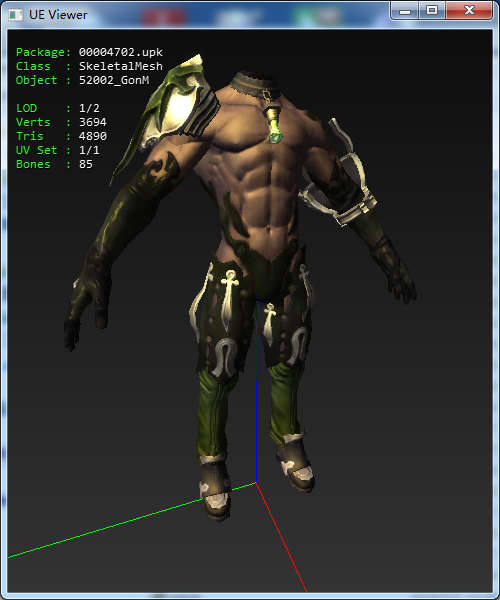 UE Viewer
Package: 00004702.upk
Class : SkeletalMesh
Object : 52002_GonM
LOD : 1/2
Verts : 3694
Tris : 4890
UV Set : 1/1
Bones : 85